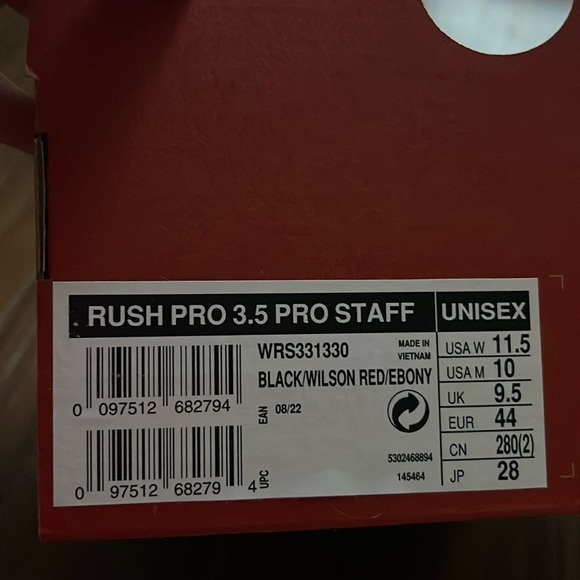 RUSH PRO 3.5 PRO STAFF
UNISEX
0 097512 682794
EAN
WRS331330
MADE IN
VIETNAM
BLACK/WILSON RED/EBONY
08/22
5302468894
145464
0 97512 68279 4
UPC
USA W 11.5
USA M 10
UK 9.5
EUR 44
CN 280(2)
JP 28